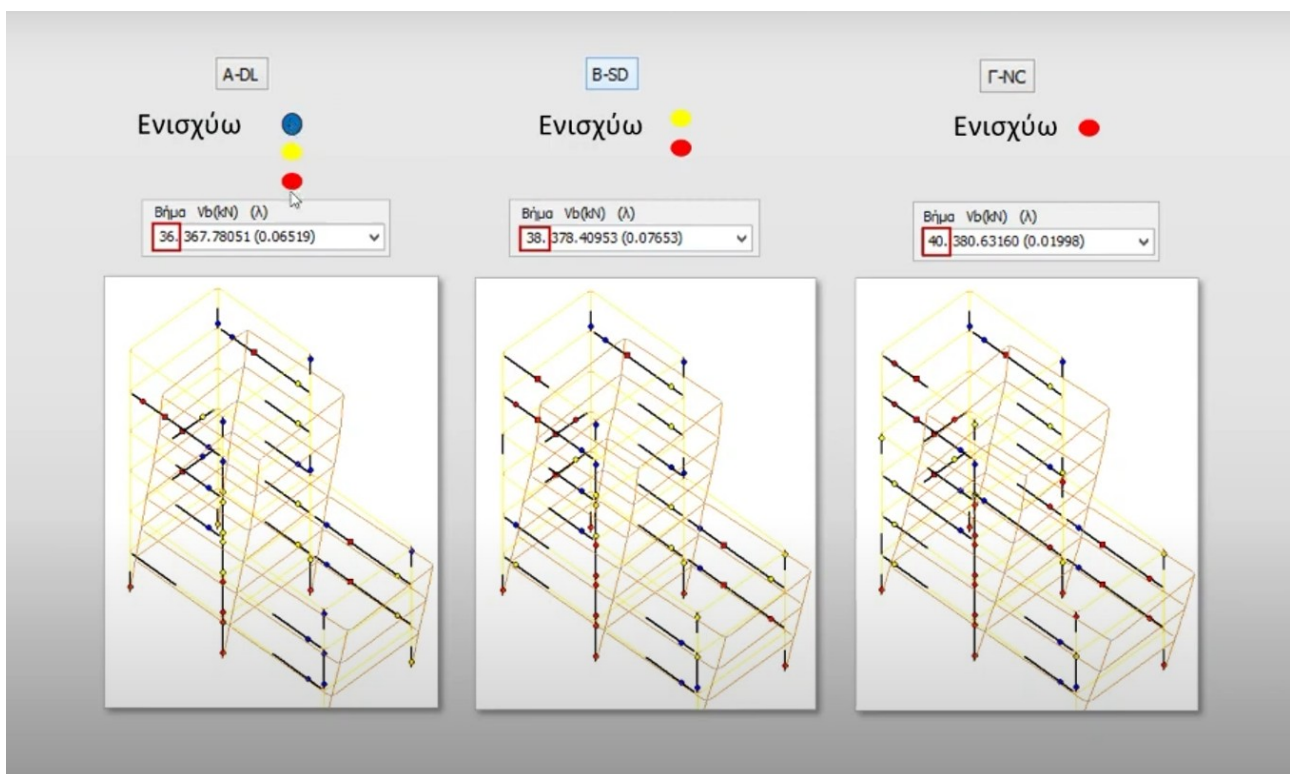 Α-DL
Β-SD
Γ-NC
Ενισχύω
Ενισχύω
Ενισχύω
Βήμα Vb(kN) (λ)
36. 367.78051 (0.06519)
Βήμα Vb(kN) (λ)
38. 378.40953 (0.07653)
Βήμα Vb(kN) (λ)
40. 380.63160 (0.01998)